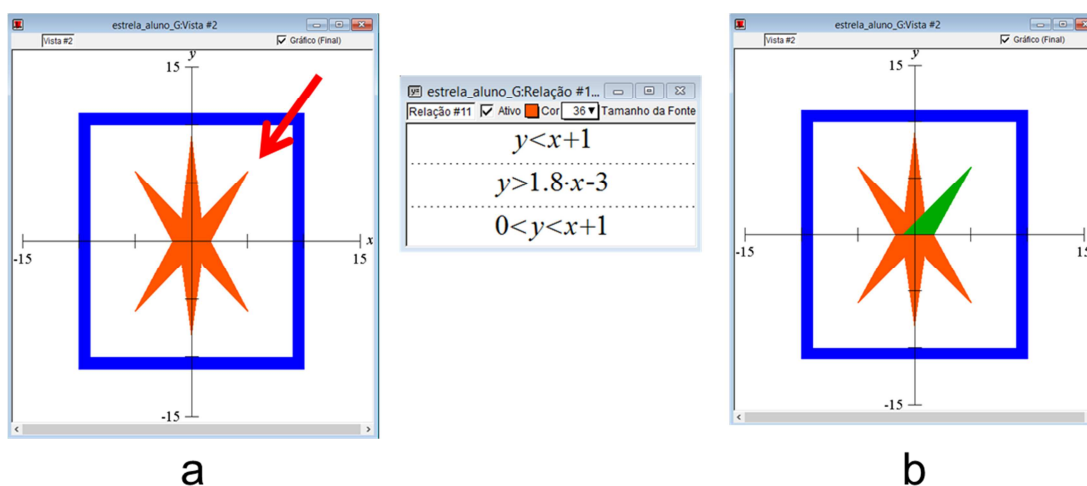 estrela_aluno_G:Vista #2
Vista #2
Gráfico (Final)
y
15
-15
15
x
-15
a
estrela_aluno_G:Relação #1...
Relação #11 Ativo Cor 36 Tamanho da Fonte
y<x+1
y>1.8·x-3
0<y<x+1
estrela_aluno_G:Vista #2
Vista #2
Gráfico (Final)
y
15
-15
15
-15
b